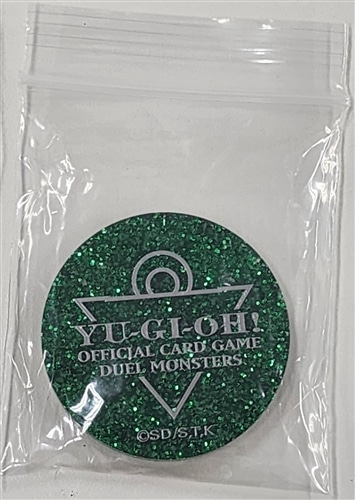 YU-GI-OH!
OFFICIAL CARD GAME
DUEL MONSTERS
©SD/S.T.K